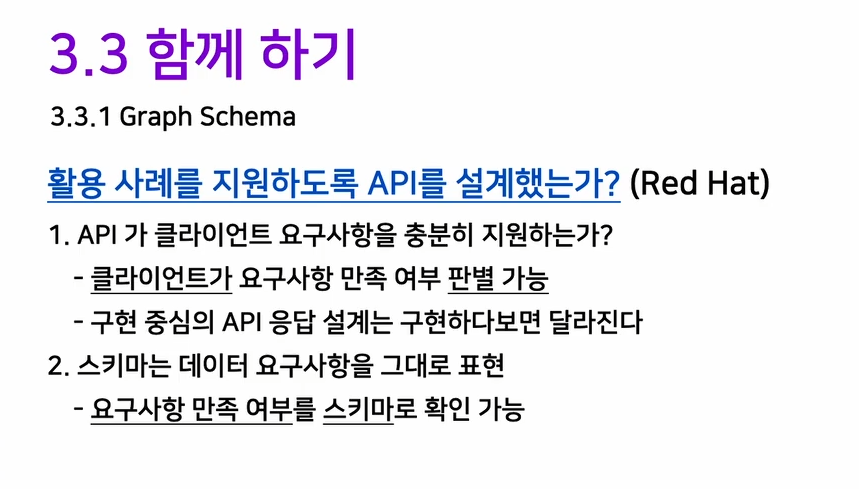 3.3 함께 하기
3.3.1 Graph Schema
활용 사례를 지원하도록 API를 설계했는가? (Red Hat)
1. API 가 클라이언트 요구사항을 충분히 지원하는가?
- 클라이언트가 요구사항 만족 여부 판별 가능
- 구현 중심의 API 응답 설계는 구현하다보면 달라진다
2. 스키마는 데이터 요구사항을 그대로 표현
- 요구사항 만족 여부를 스키마로 확인 가능